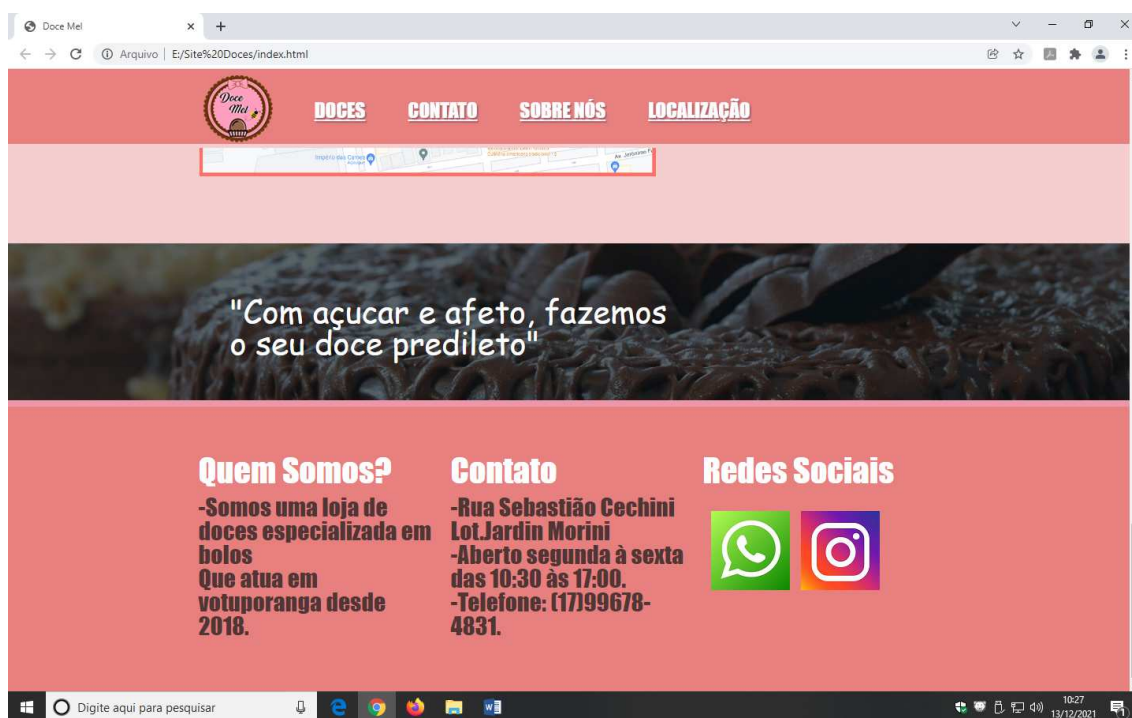 Doce Mel
Arquivo | E:/Site%20Doces/index.html
Doce
Mel
DOCES CONTATO SOBRE NÓS LOCALIZAÇÃO
Império das Carnes
"Com açucar e afeto, fazemos
o seu doce predileto"
Quem Somos?
-Somos uma loja de
doces especializada em
bolos
Que atua em
votuporanga desde
2018.
Contato
-Rua Sebastião Cechini
Lot.Jardin Morini
-Aberto segunda à sexta
das 10:30 às 17:00.
-Telefone: (17)99678-
4831.
Redes Sociais
Digite aqui para pesquisar
10:27
13/12/2021